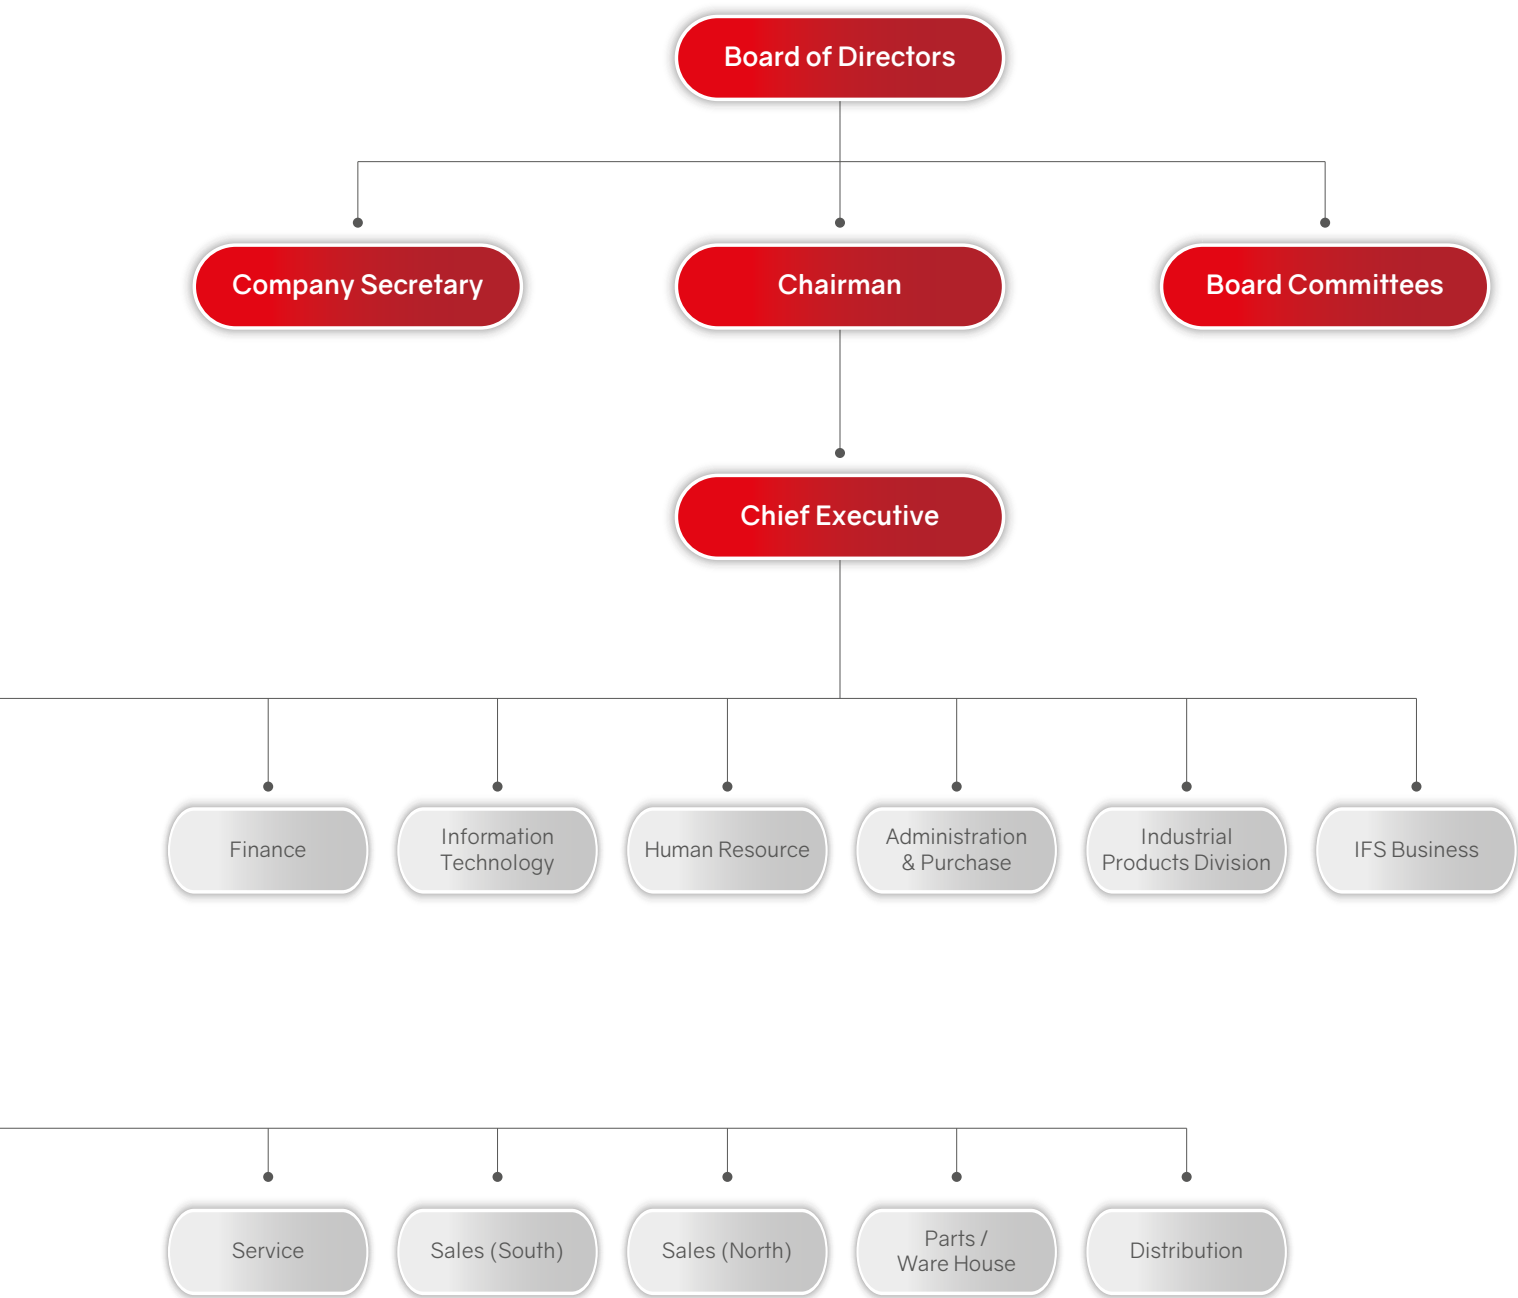 Board of Directors
Company Secretary
Chairman
Board Committees
Chief Executive
Finance
Information
Technology
Human Resource
Administration
& Purchase
Industrial
Products Division
IFS Business
Service
Sales (South)
Sales (North)
Parts /
Ware House
Distribution